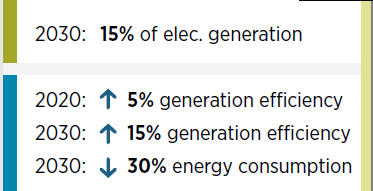 2030: 15% of elec. generation
2020: ↑ 5% generation efficiency
2030: ↑ 15% generation efficiency
2030: ↓ 30% energy consumption